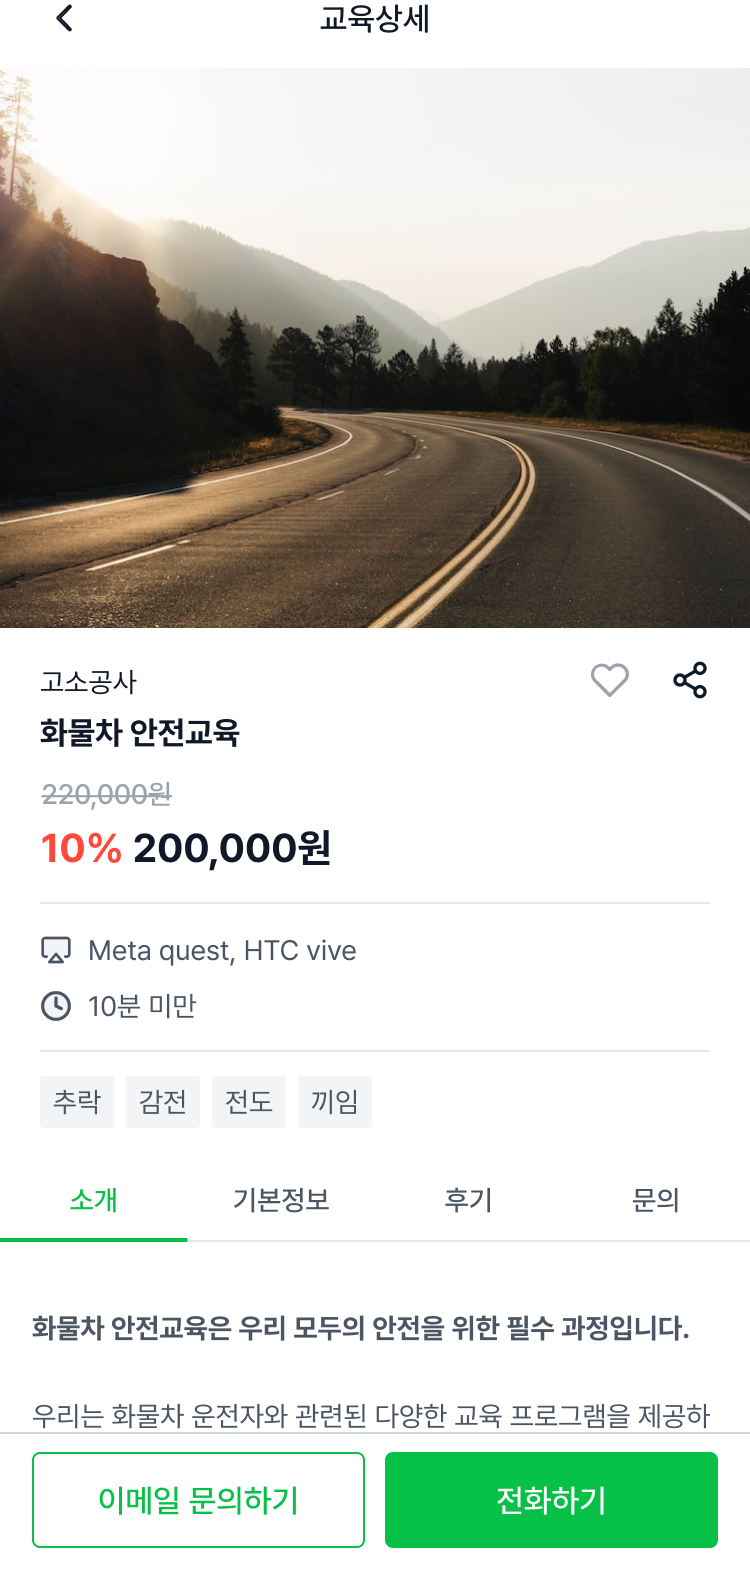 교육상세
고소공사
화물차 안전교육
220,000원
10% 200,000원
Meta quest, HTC vive
10분 미만
추락 감전 전도 끼임
소개 기본정보 후기 문의
화물차 안전교육은 우리 모두의 안전을 위한 필수 과정입니다.
우리는 화물차 운전자와 관련된 다양한 교육 프로그램을 제공하
이메일 문의하기 전화하기